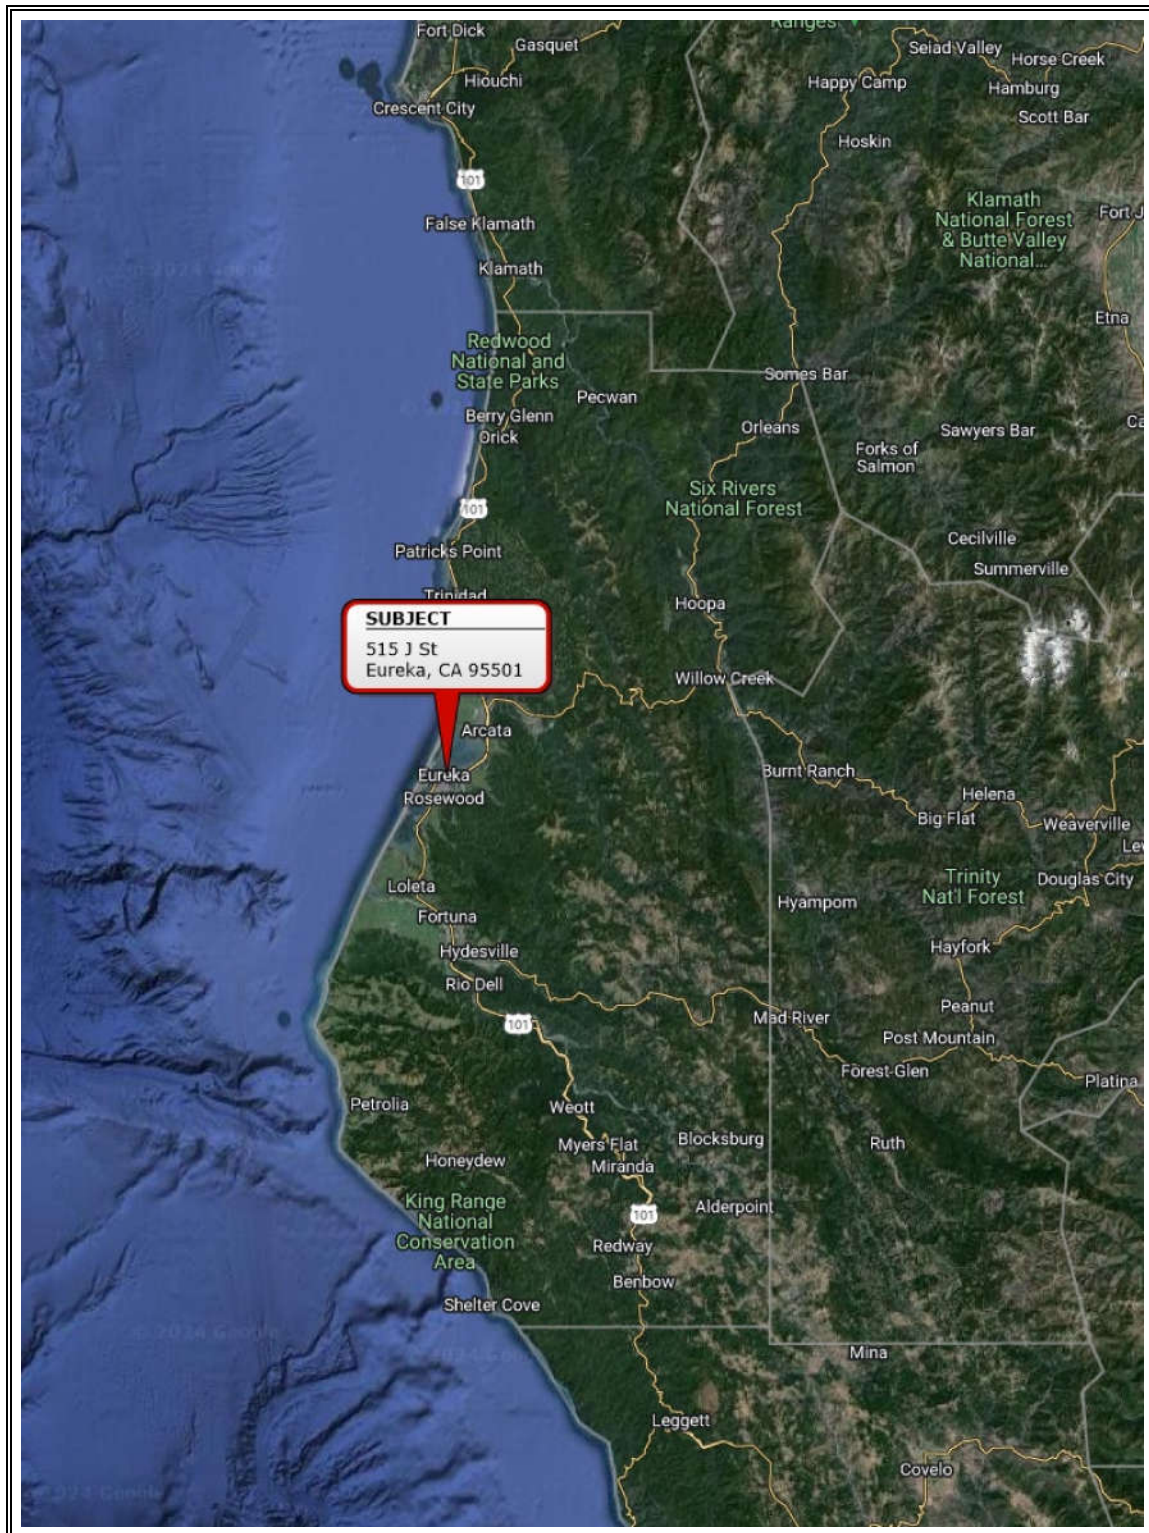 Ranges
Fort Dick
Gasquet
Seiad Valley
Horse Creek
Hiouchi
Happy Camp
Hamburg
Crescent City
Scott Bar
Hoskin
101
Klamath
National Forest
& Butte Valley
National...
Fort J
False Klamath
Klamath
Etna
Redwood
National and
State Parks
Somes Bar
Pecwan
Berry Glenn
Orick
Orleans
Sawyers Bar
Ca
Forks of
Salmon
Six Rivers
National Forest
101
Patricks Point
Cecilville
Summerville
Trinidad
Hoopa
SUBJECT
515 J St
Eureka, CA 95501
Willow Creek
Arcata
Eureka
Rosewood
Burnt Ranch
Helena
Big Flat
Weaverville
Lew
Trinity
Nat'l Forest
Douglas City
Loleta
Hyampom
Fortuna
Hydesville
Hayfork
Rio Dell
Peanut
101
Mad River
Post Mountain
Forest Glen
Platina
Petrolia
Weott
Myers Flat
Blocksburg
Ruth
Honeydew
Miranda
King Range
National
Conservation
Area
101
Alderpoint
Redway
Benbow
Shelter Cove
Mina
Leggett
Covelo
© 2024 Google